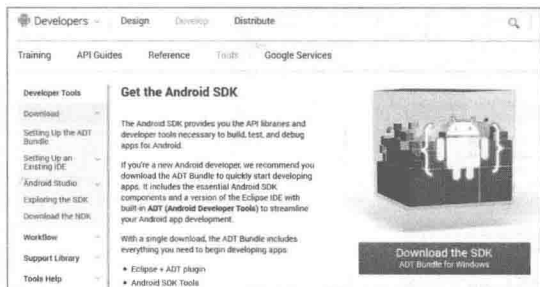 Developers
Design
Develop
Distribute
Training
API Guides
Reference
Tools
Google Services
Developer Tools
Download
Setting Up the ADT
Bundle
Setting Up an
Existing IDE
Android Studio
Exploring the SDK
Download the NDK
Workflow
Support Library
Tools Help
Get the Android SDK
The Android SDK provides you the API libraries and
developer tools necessary to build, test, and debug
apps for Android.
If you're a new Android developer, we recommend you
download the ADT Bundle to quickly start developing
apps. It includes the essential Android SDK
components and a version of the Eclipse IDE with
built-in ADT (Android Developer Tools) to streamline
your Android app development.
With a single download, the ADT Bundle includes
everything you need to begin developing apps
• Eclipse + ADT plugin
• Android SDK Tools
{ }
Download the SDK
ADT Bundle for Windows